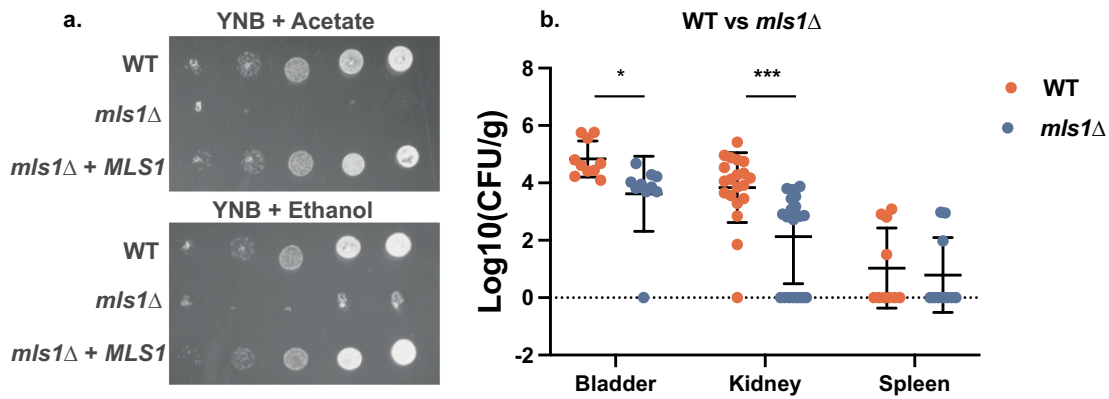 a.
YNB + Acetate
WT
mls1Δ
mls1Δ + MLS1
YNB + Ethanol
WT
mls1Δ
mls1Δ + MLS1
b.
WT vs mls1Δ
Log10(CFU/g)
8
6
4
2
0
-2
*
***
Bladder
Kidney
Spleen
WT
mls1Δ